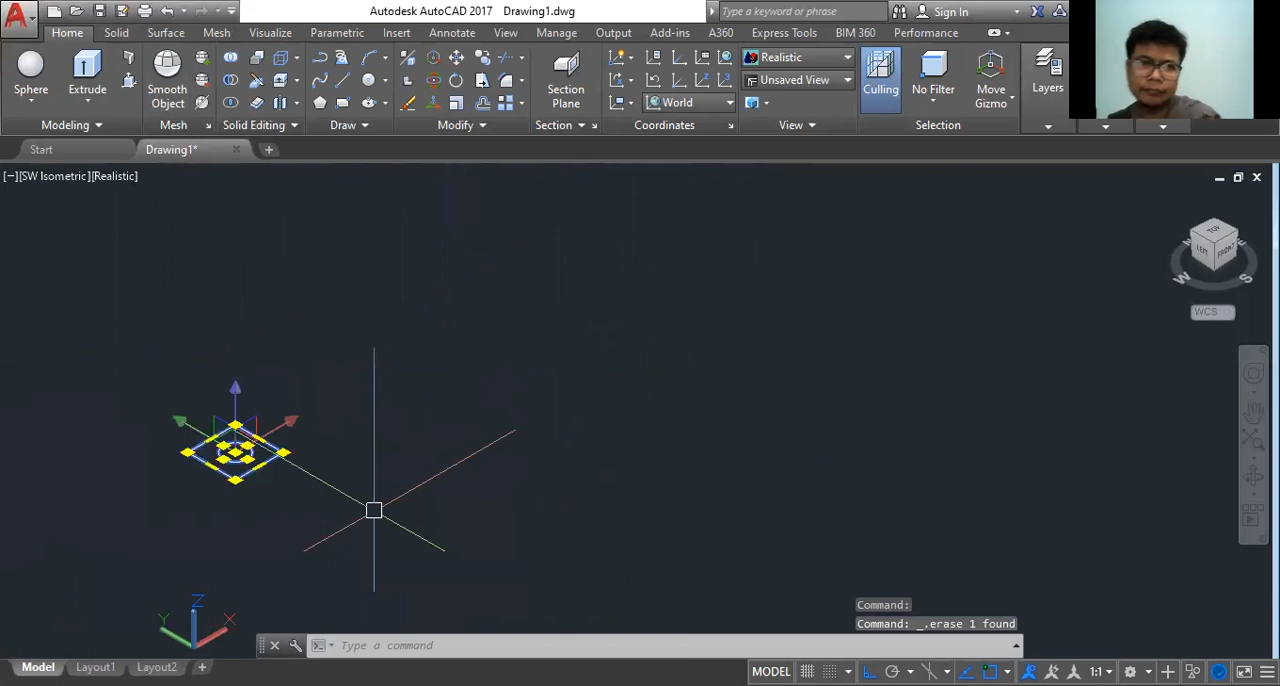 Autodesk AutoCAD 2017 Drawing1.dwg
Type a keyword or phrase
Sign In
Home Solid Surface Mesh Visualize Parametric Insert Annotate View Manage Output Add-ins A360 Express Tools BIM 360 Performance
Sphere
Extrude
Smooth
Object
Section
Plane
World
Realistic
Unsaved View
Culling
No Filter
Move
Gizmo
Layers
Modeling Mesh Solid Editing Draw Modify Section Coordinates View Selection
Start
Drawing1*
[−][SW Isometric][Realistic]
TOP
LEFT
FRONT
N
E
W
S
WCS
Z
Y
X
Command:
Command: _.erase 1 found
Type a command
Model Layout1 Layout2
MODEL
1:1